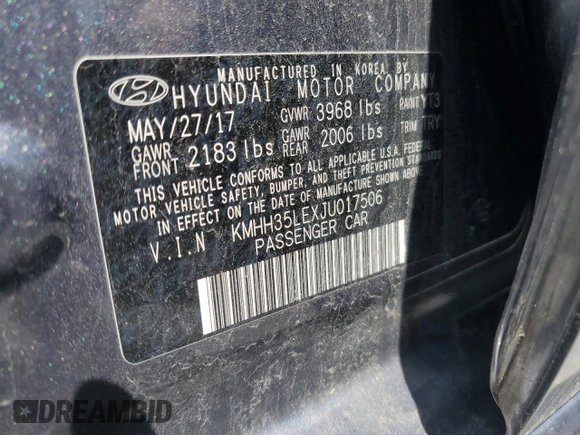 MANUFACTURED IN KOREA BY
HYUNDAI MOTOR COMPANY
MAY/27/17 GVWR 3968 lbs PAINT YT3
GAWR FRONT 2183 lbs GAWR REAR 2006 lbs TRIM TRY
THIS VEHICLE CONFORMS TO ALL APPLICABLE U.S.A. FEDERAL
MOTOR VEHICLE SAFETY, BUMPER, AND THEFT PREVENTION STANDARDS
IN EFFECT ON THE DATE OF MANUFACTURE SHOWN ABOVE.
V.I.N KMHH35LEXJU017506
PASSENGER CAR
DREAMBID